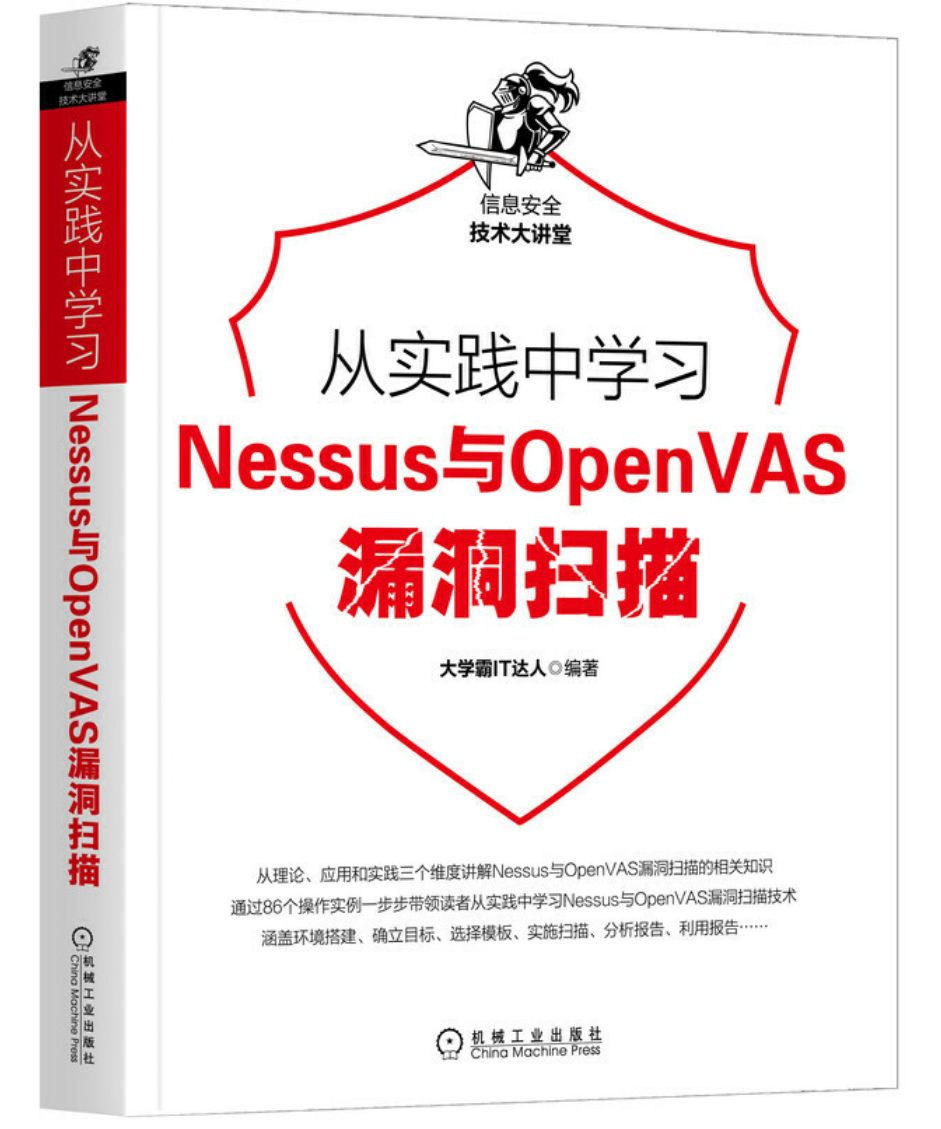 信息安全
技术大讲堂
从实践中学习
Nessus与OpenVAS漏洞扫描
机械工业出版社
China Machine Press
信息安全
技术大讲堂
从实践中学习
Nessus与OpenVAS
漏洞扫描
大学霸IT达人◎编著
从理论、应用和实践三个维度讲解Nessus与OpenVAS漏洞扫描的相关知识
通过86个操作实例一步步带领读者从实践中学习Nessus与OpenVAS漏洞扫描技术
涵盖环境搭建、确立目标、选择模板、实施扫描、分析报告、利用报告……
机械工业出版社
China Machine Press